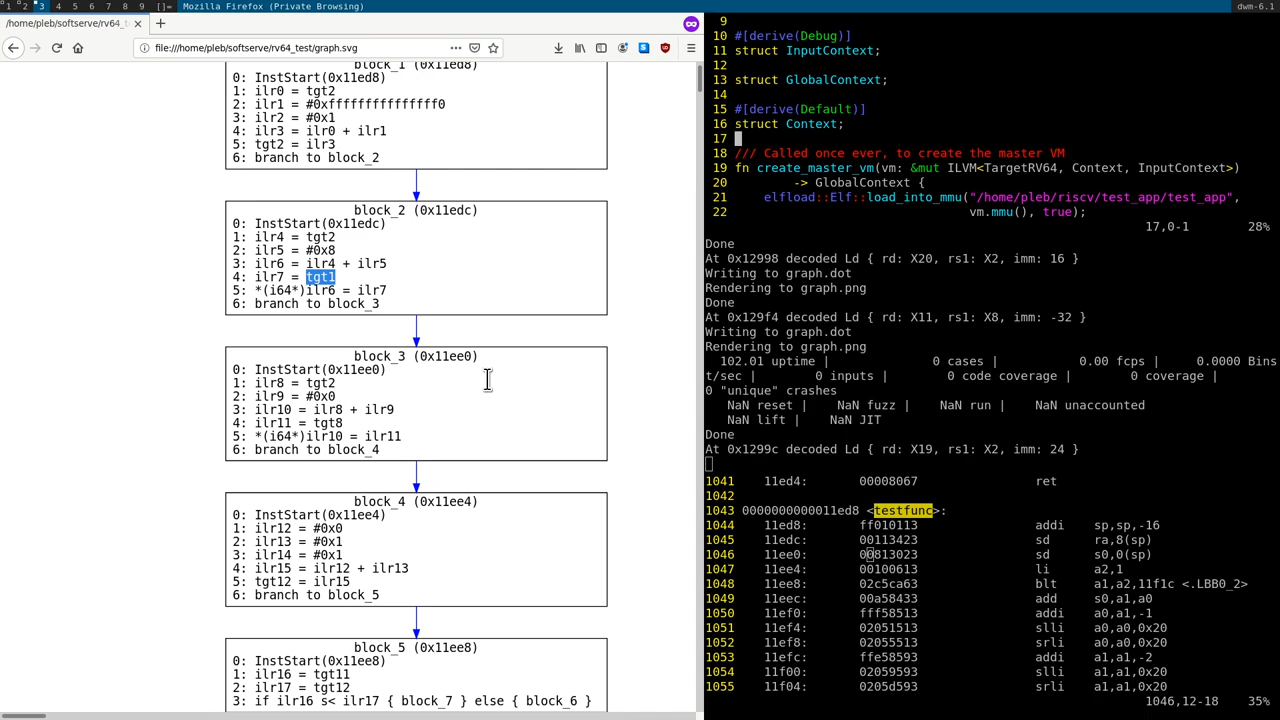 1 2 3 4 5 6 7 8 9 []= Mozilla Firefox (Private Browsing) dwm-6.1
/home/pleb/softserve/rv64_t
file:///home/pleb/softserve/rv64_test/graph.svg
block_1 (0x11ed8)
0: InstStart(0x11ed8)
1: ilr0 = tgt2
2: ilr1 = #0xfffffffffffffff0
3: ilr2 = #0x1
4: ilr3 = ilr0 + ilr1
5: tgt2 = ilr3
6: branch to block_2
block_2 (0x11edc)
0: InstStart(0x11edc)
1: ilr4 = tgt2
2: ilr5 = #0x8
3: ilr6 = ilr4 + ilr5
4: ilr7 = tgt1
5: *(i64*)ilr6 = ilr7
6: branch to block_3
block_3 (0x11ee0)
0: InstStart(0x11ee0)
1: ilr8 = tgt2
2: ilr9 = #0x0
3: ilr10 = ilr8 + ilr9
4: ilr11 = tgt8
5: *(i64*)ilr10 = ilr11
6: branch to block_4
block_4 (0x11ee4)
0: InstStart(0x11ee4)
1: ilr12 = #0x0
2: ilr13 = #0x1
3: ilr14 = #0x1
4: ilr15 = ilr12 + ilr13
5: tgt12 = ilr15
6: branch to block_5
block_5 (0x11ee8)
0: InstStart(0x11ee8)
1: ilr16 = tgt11
2: ilr17 = tgt12
3: if ilr16 s< ilr17 { block_7 } else { block_6 }
9
10 #[derive(Debug)]
11 struct InputContext;
12
13 struct GlobalContext;
14
15 #[derive(Default)]
16 struct Context;
17
18 /// Called once ever, to create the master VM
19 fn create_master_vm(vm: &mut ILVM<TargetRV64, Context, InputContext>)
20 -> GlobalContext {
21 elfload::Elf::load_into_mmu("/home/pleb/riscv/test_app/test_app",
22 vm.mmu(), true);
17,0-1 28%
Done
At 0x12998 decoded Ld { rd: X20, rs1: X2, imm: 16 }
Writing to graph.dot
Rendering to graph.png
Done
At 0x129f4 decoded Ld { rd: X11, rs1: X8, imm: -32 }
Writing to graph.dot
Rendering to graph.png
102.01 uptime | 0 cases | 0.00 fcps | 0.0000 Bins
t/sec | 0 inputs | 0 code coverage | 0 coverage |
0 "unique" crashes
NaN reset | NaN fuzz | NaN run | NaN unaccounted
NaN lift | NaN JIT
Done
At 0x1299c decoded Ld { rd: X19, rs1: X2, imm: 24 }
1041 11ed4: 00008067 ret
1042
1043 0000000000011ed8 <testfunc>:
1044 11ed8: ff010113 addi sp,sp,-16
1045 11edc: 00113423 sd ra,8(sp)
1046 11ee0: 00813023 sd s0,0(sp)
1047 11ee4: 00100613 li a2,1
1048 11ee8: 02c5ca63 blt a1,a2,11f1c <.LBB0_2>
1049 11eec: 00a58433 add s0,a1,a0
1050 11ef0: fff58513 addi a0,a1,-1
1051 11ef4: 02051513 slli a0,a0,0x20
1052 11ef8: 02055513 srli a0,a0,0x20
1053 11efc: ffe58593 addi a1,a1,-2
1054 11f00: 02059593 slli a1,a1,0x20
1055 11f04: 0205d593 srli a1,a1,0x20
1046,12-18 35%